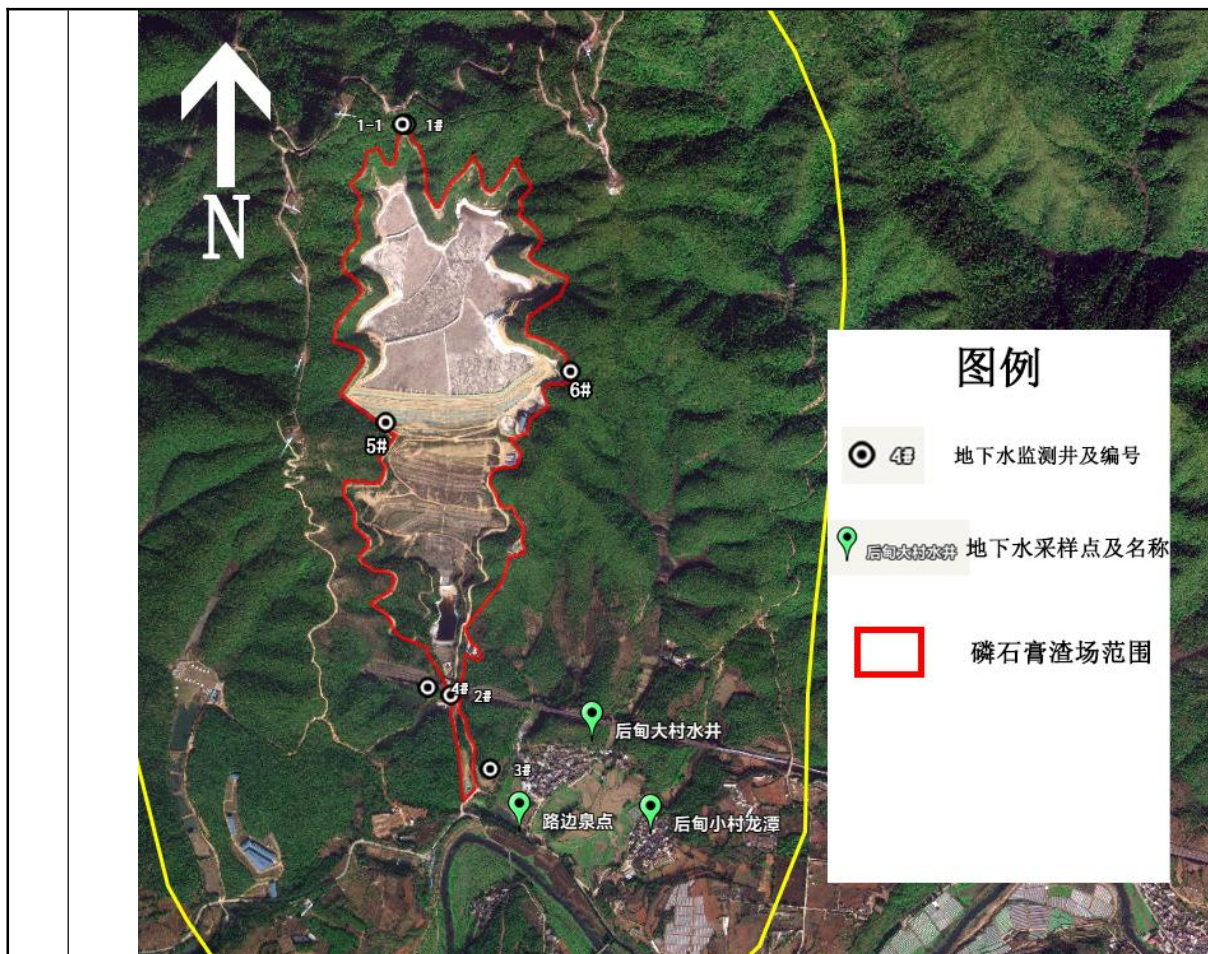 N
1-1 1#
6#
5#
4# 2#
后甸大村水井
3#
路边泉点
后甸小村龙潭
图例
4# 地下水监测井及编号
后甸大村水井 地下水采样点及名称
磷石膏渣场范围